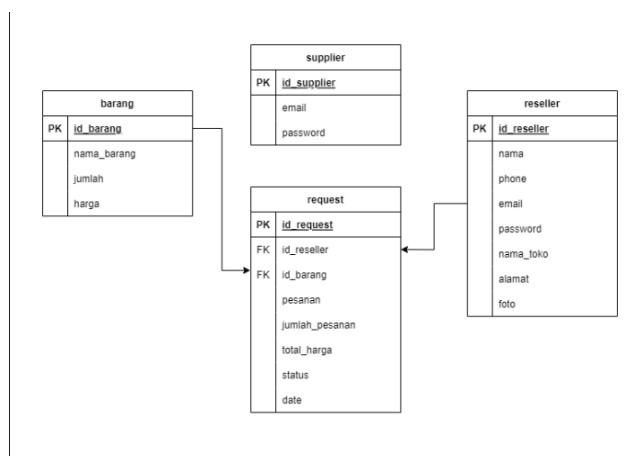 supplier
PK id_supplier
email
password
barang
PK id_barang
nama_barang
jumlah
harga
reseller
PK id_reseller
nama
phone
email
password
nama_toko
alamat
foto
request
PK id_request
FK id_reseller
FK id_barang
pesanan
jumlah_pesanan
total_harga
status
date